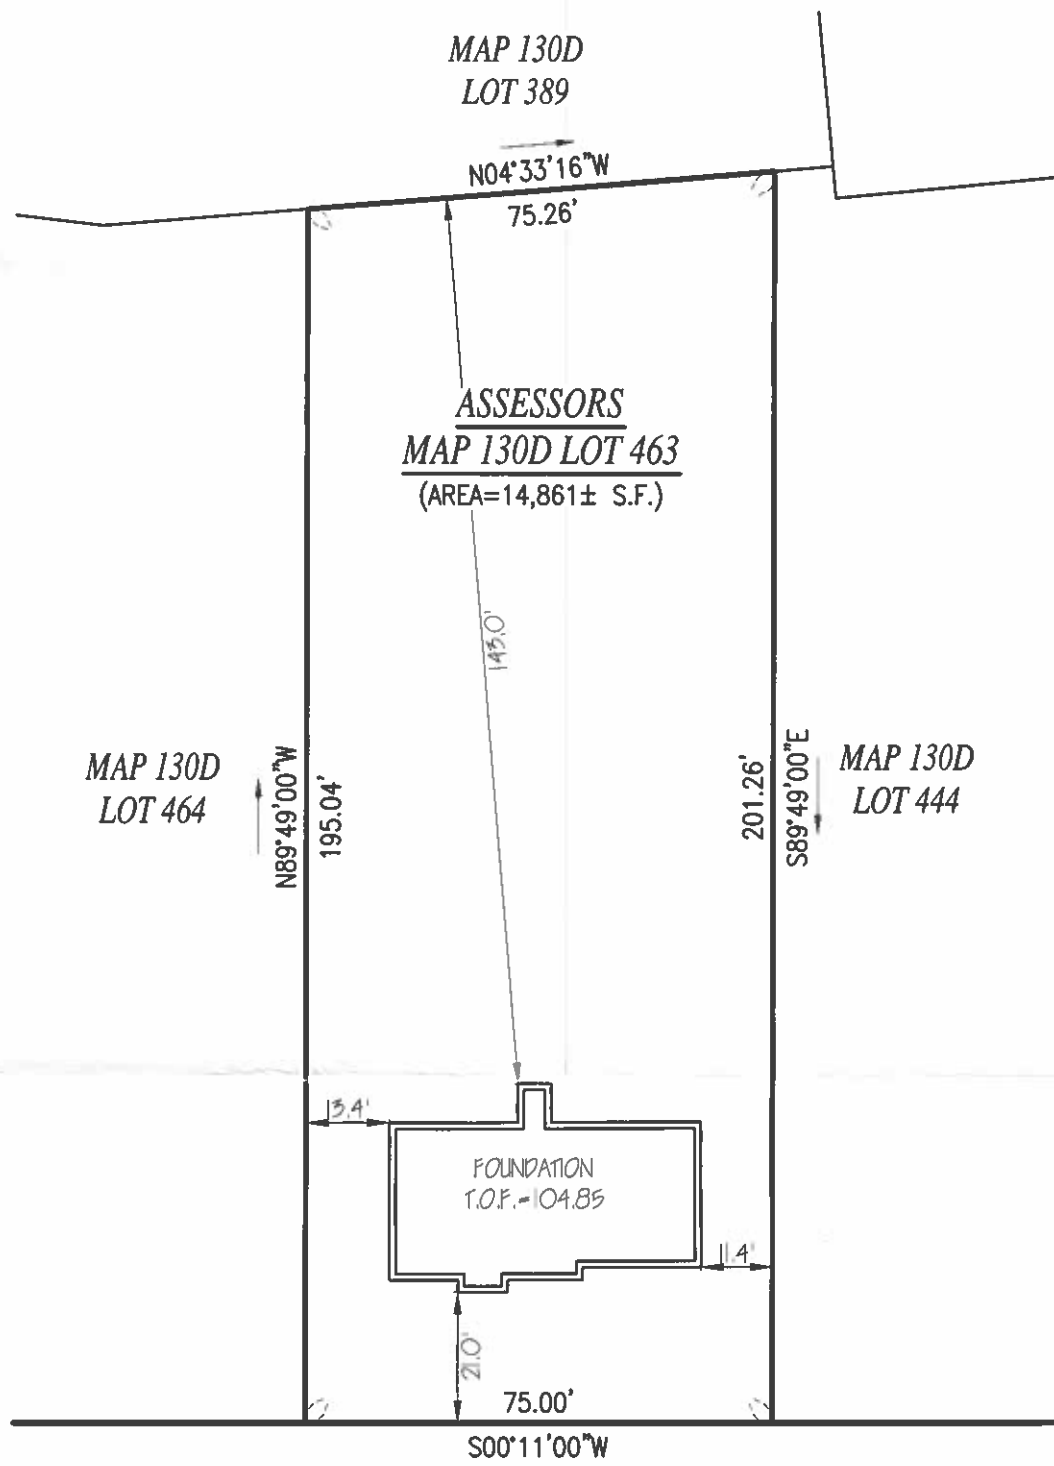 MAP 130D
LOT 389
N04°33'16"W
75.26'
ASSESSORS
MAP 130D LOT 463
(AREA=14,861± S.F.)
143.0'
MAP 130D
LOT 464
N89°49'00"W
195.04'
201.26'
S89°49'00"E
MAP 130D
LOT 444
13.4'
FOUNDATION
T.O.F.=104.85
11.4'
21.0'
75.00'
S00°11'00"W